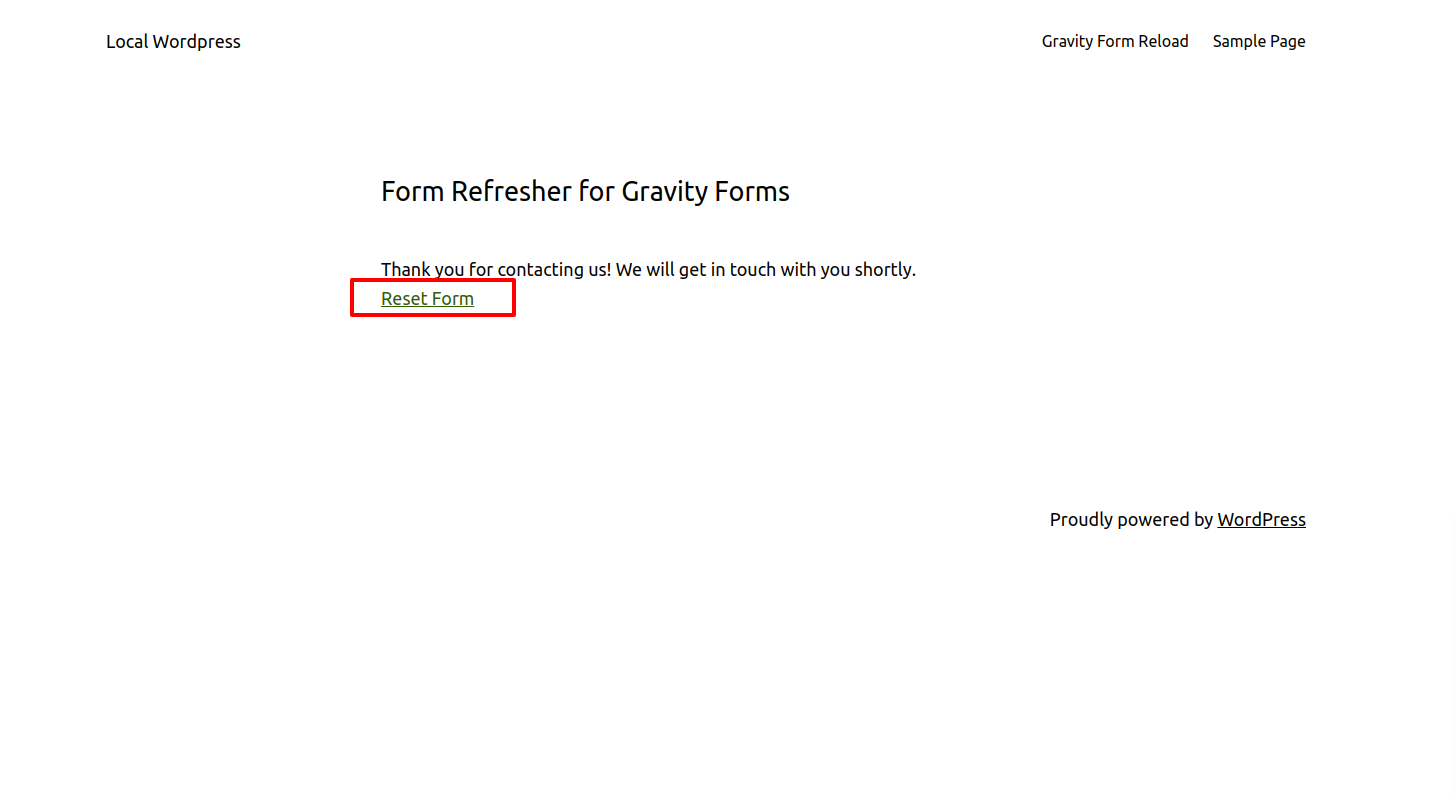 Local Wordpress
Gravity Form Reload
Sample Page
Form Refresher for Gravity Forms
Thank you for contacting us! We will get in touch with you shortly.
Reset Form
Proudly powered by WordPress